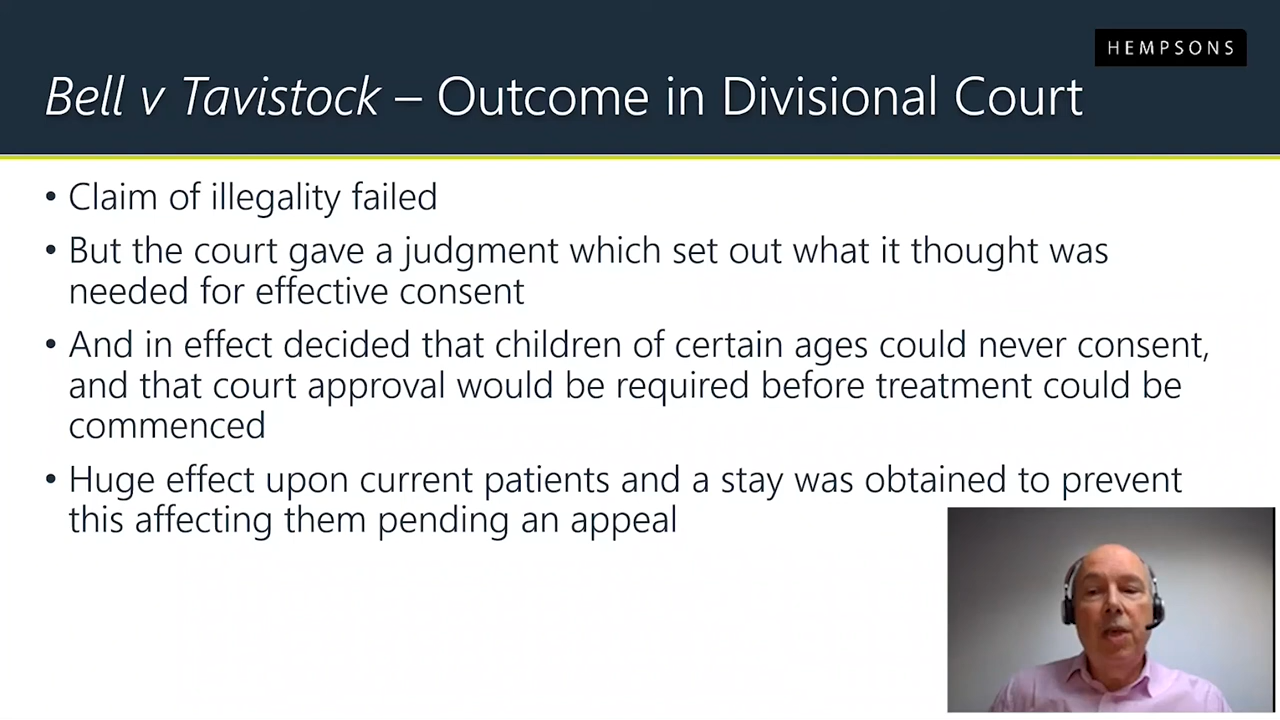 HEMPSONS
Bell v Tavistock – Outcome in Divisional Court
• Claim of illegality failed
• But the court gave a judgment which set out what it thought was
needed for effective consent
• And in effect decided that children of certain ages could never consent,
and that court approval would be required before treatment could be
commenced
• Huge effect upon current patients and a stay was obtained to prevent
this affecting them pending an appeal